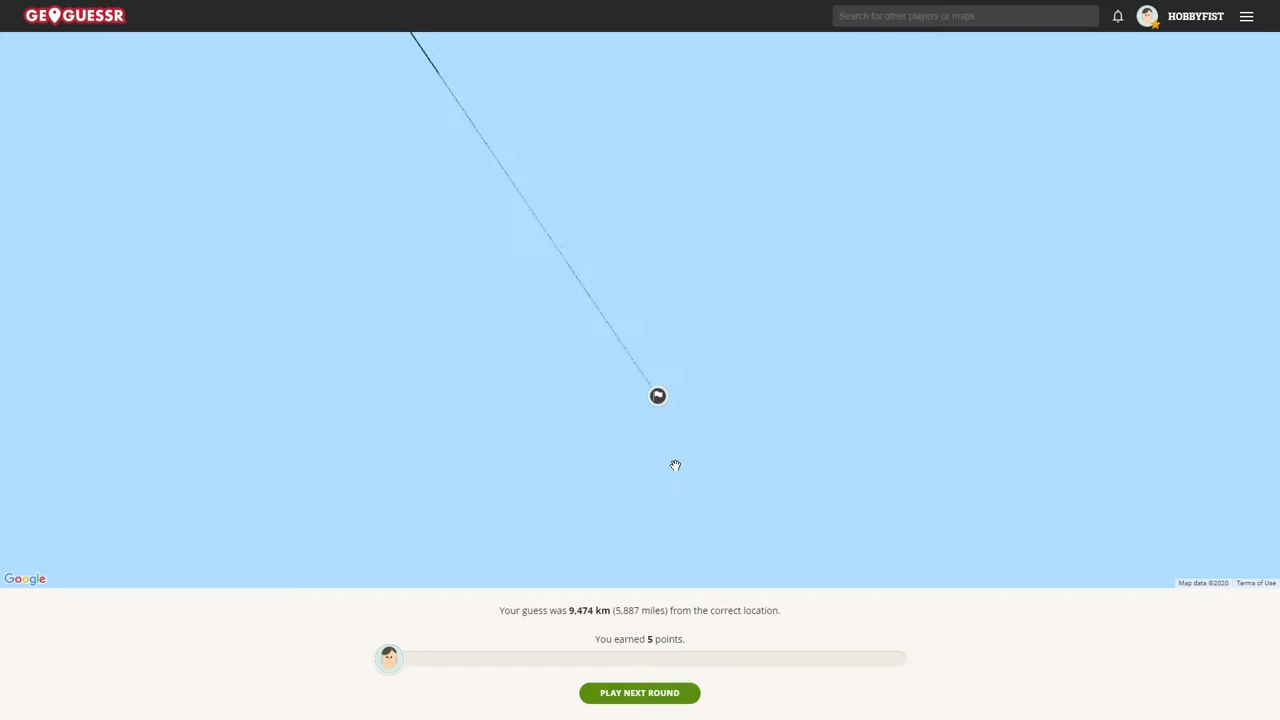 GEOGUESSR
Search for other players or maps
HOBBYFIST
Google
Map data ©2020 Terms of Use
Your guess was 9,474 km (5,887 miles) from the correct location.
You earned 5 points.
PLAY NEXT ROUND